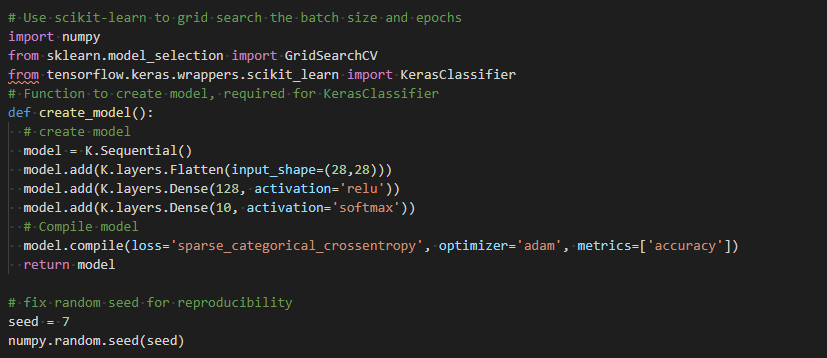 # Use scikit-learn to grid search the batch size and epochs
import numpy
from sklearn.model_selection import GridSearchCV
from tensorflow.keras.wrappers.scikit_learn import KerasClassifier
# Function to create model, required for KerasClassifier
def create_model():
  # create model
  model = K.Sequential()
  model.add(K.layers.Flatten(input_shape=(28,28)))
  model.add(K.layers.Dense(128, activation='relu'))
  model.add(K.layers.Dense(10, activation='softmax'))
  # Compile model
  model.compile(loss='sparse_categorical_crossentropy', optimizer='adam', metrics=['accuracy'])
  return model

# fix random seed for reproducibility
seed = 7
numpy.random.seed(seed)